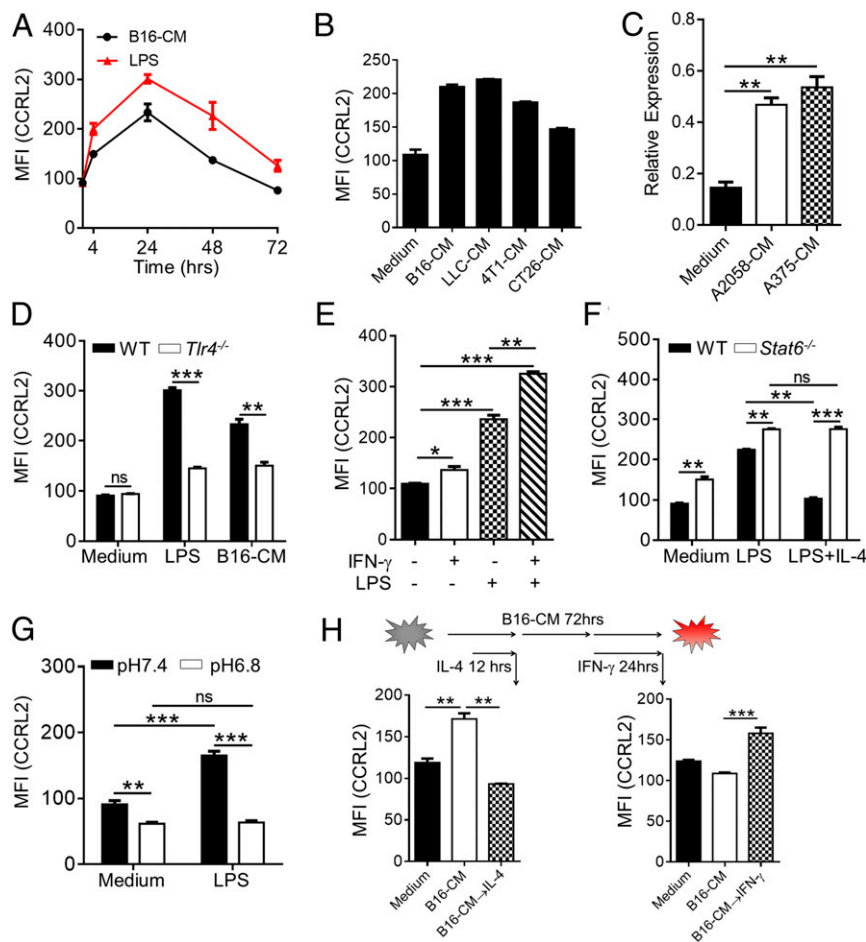 A
B16-CM
LPS
MFI (CCRL2)
400
300
200
100
0
4 24 48 72
Time (hrs)
B
MFI (CCRL2)
250
200
150
100
50
0
Medium
B16-CM
LLC-CM
4T1-CM
CT26-CM
C
Relative Expression
0.8
0.6
0.4
0.2
0.0
**
**
Medium
A2058-CM
A375-CM
D
WT Tlr4-/-
MFI (CCRL2)
400
300
200
100
0
ns
***
**
Medium LPS B16-CM
E
MFI (CCRL2)
400
300
200
100
0
**
***
***
*
IFN-γ - + - +
LPS - - + +
F
WT Stat6-/-
MFI (CCRL2)
500
400
300
200
100
0
ns
**
** ** ***
Medium LPS LPS+IL-4
G
pH7.4 pH6.8
MFI (CCRL2)
300
200
100
0
ns
***
** ***
Medium LPS
H
B16-CM 72hrs
IL-4 12 hrs
IFN-γ 24hrs
MFI (CCRL2)
200
150
100
50
0
** **
Medium
B16-CM
B16-CM→IL-4
MFI (CCRL2)
200
150
100
50
0
***
Medium
B16-CM
B16-CM→IFN-γ